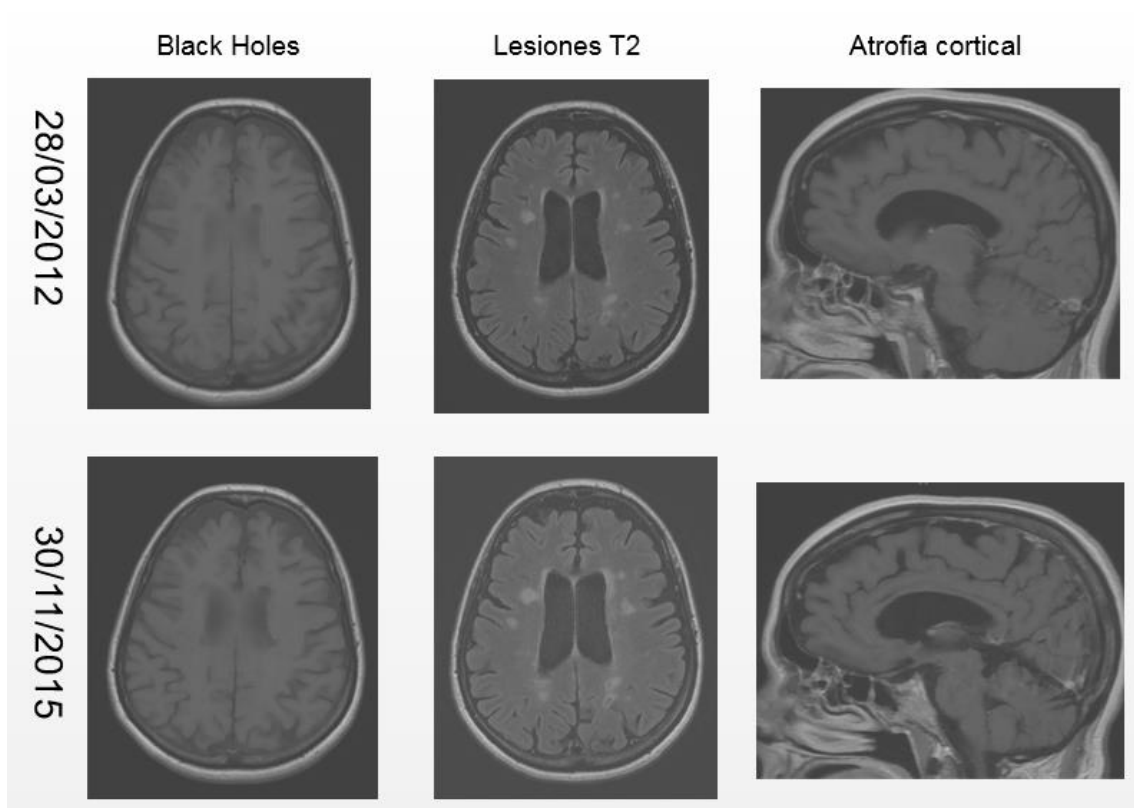 Black Holes
Lesiones T2
Atrofia cortical
28/03/2012
30/11/2015